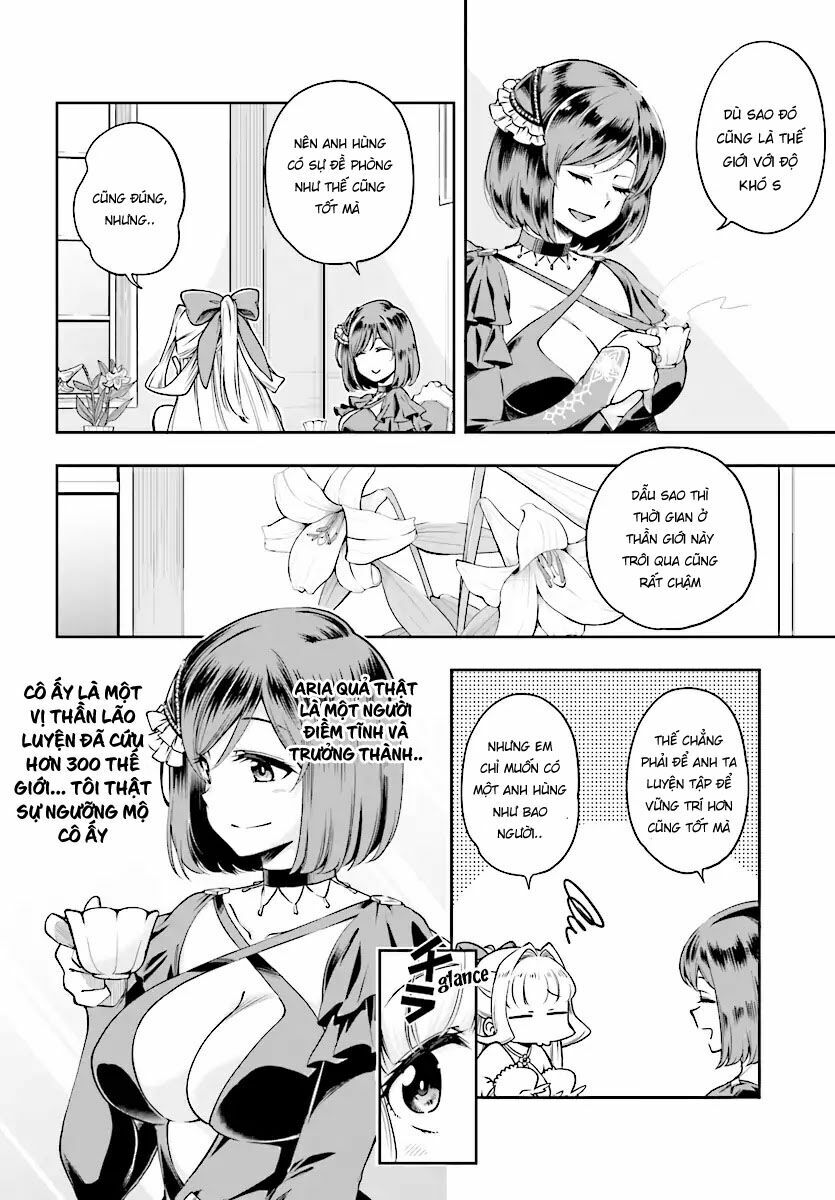 DÙ SAO ĐÓ
CŨNG LÀ THẾ
GIỚI VỚI ĐỘ
KHÓ S
NÊN ANH HÙNG
CÓ SỰ ĐỀ PHÒNG
NHƯ THẾ CŨNG
TỐT MÀ
CŨNG ĐÚNG,
NHƯNG..
DẪU SAO THÌ
THỜI GIAN Ở
THẦN GIỚI NÀY
TRÔI QUA CŨNG
RẤT CHẬM
THẾ CHẲNG
PHẢI ĐỂ ANH TA
LUYỆN TẬP ĐỂ
VỮNG TRÍ HƠN
CŨNG TỐT MÀ
NHƯNG EM
CHỈ MUỐN CÓ
MỘT ANH HÙNG
NHƯ BAO
NGƯỜI..
チラ
glance
ARIA QUẢ THẬT
LÀ MỘT NGƯỜI
ĐIỀM TĨNH VÀ
TRƯỞNG THÀNH..
CÔ ẤY LÀ MỘT
VỊ THẦN LÃO
LUYỆN ĐÃ CỨU
HƠN 300 THẾ
GIỚI... TÔI THẬT
SỰ NGƯỠNG MỘ
CÔ ẤY